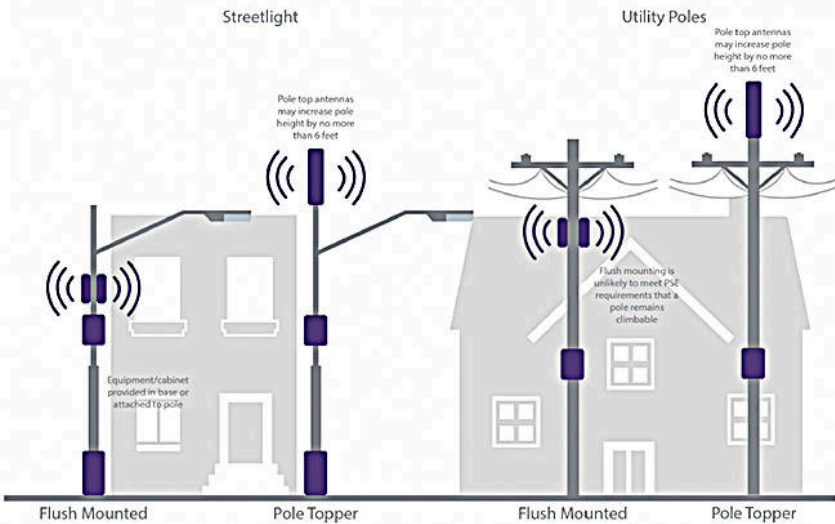 Streetlight
Utility Poles
Pole top antennas
may increase pole
height by no more
than 6 feet
Pole top antennas
may increase pole
height by no more
than 6 feet
Flush mounting is
unlikely to meet PSE
requirements that a
pole remains
climbable
Equipment/cabinet
provided in base or
attached to pole
Flush Mounted
Pole Topper
Flush Mounted
Pole Topper